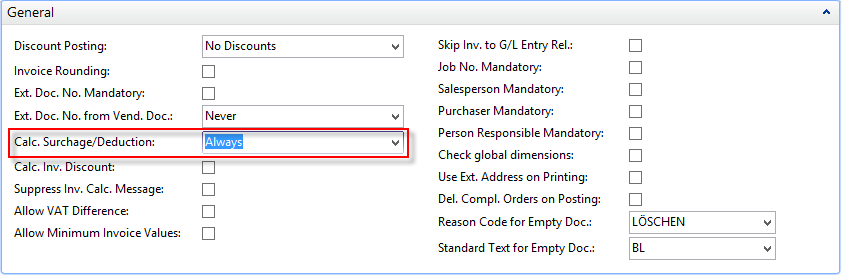 General
Discount Posting: No Discounts
Invoice Rounding:
Ext. Doc. No. Mandatory:
Ext. Doc. No. from Vend. Doc.: Never
Calc. Surchage/Deduction: Always
Calc. Inv. Discount:
Suppress Inv. Calc. Message:
Allow VAT Difference:
Allow Minimum Invoice Values:
Skip Inv. to G/L Entry Rel.:
Job No. Mandatory:
Salesperson Mandatory:
Purchaser Mandatory:
Person Responsible Mandatory:
Check global dimensions:
Use Ext. Address on Printing:
Del. Compl. Orders on Posting:
Reason Code for Empty Doc.: LÖSCHEN
Standard Text for Empty Doc.: BL